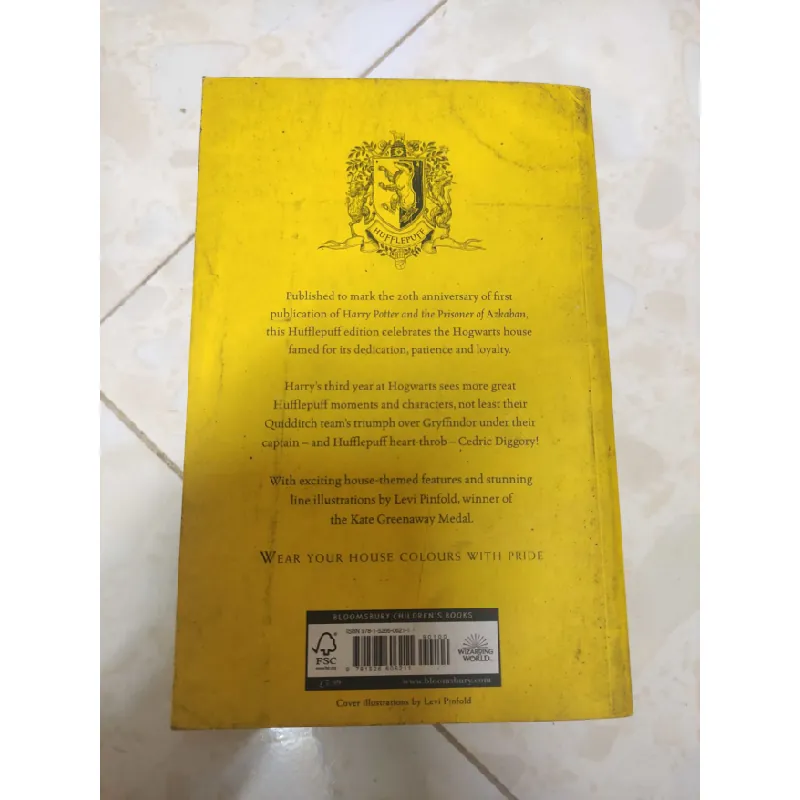 HUFFLEPUFF
Published to mark the 20th anniversary of first
publication of Harry Potter and the Prisoner of Azkaban,
this Hufflepuff edition celebrates the Hogwarts house
famed for its dedication, patience and loyalty.
Harry's third year at Hogwarts sees more great
Hufflepuff moments and characters, not least their
Quidditch team's triumph over Gryffindor under their
captain – and Hufflepuff heart-throb – Cedric Diggory!
With exciting house-themed features and stunning
line illustrations by Levi Pinfold, winner of
the Kate Greenaway Medal.
WEAR YOUR HOUSE COLOURS WITH PRIDE
BLOOMSBURY CHILDREN'S BOOKS
ISBN
FSC
WIZARDING
WORLD
£7.99
www.bloomsbury.com
Cover illustrations by Levi Pinfold